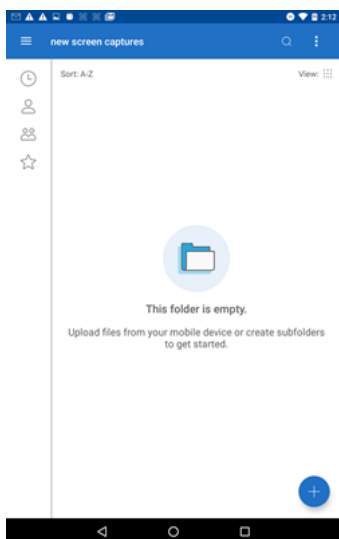 2:12
new screen captures
Sort: A-Z
View:
This folder is empty.
Upload files from your mobile device or create subfolders
to get started.